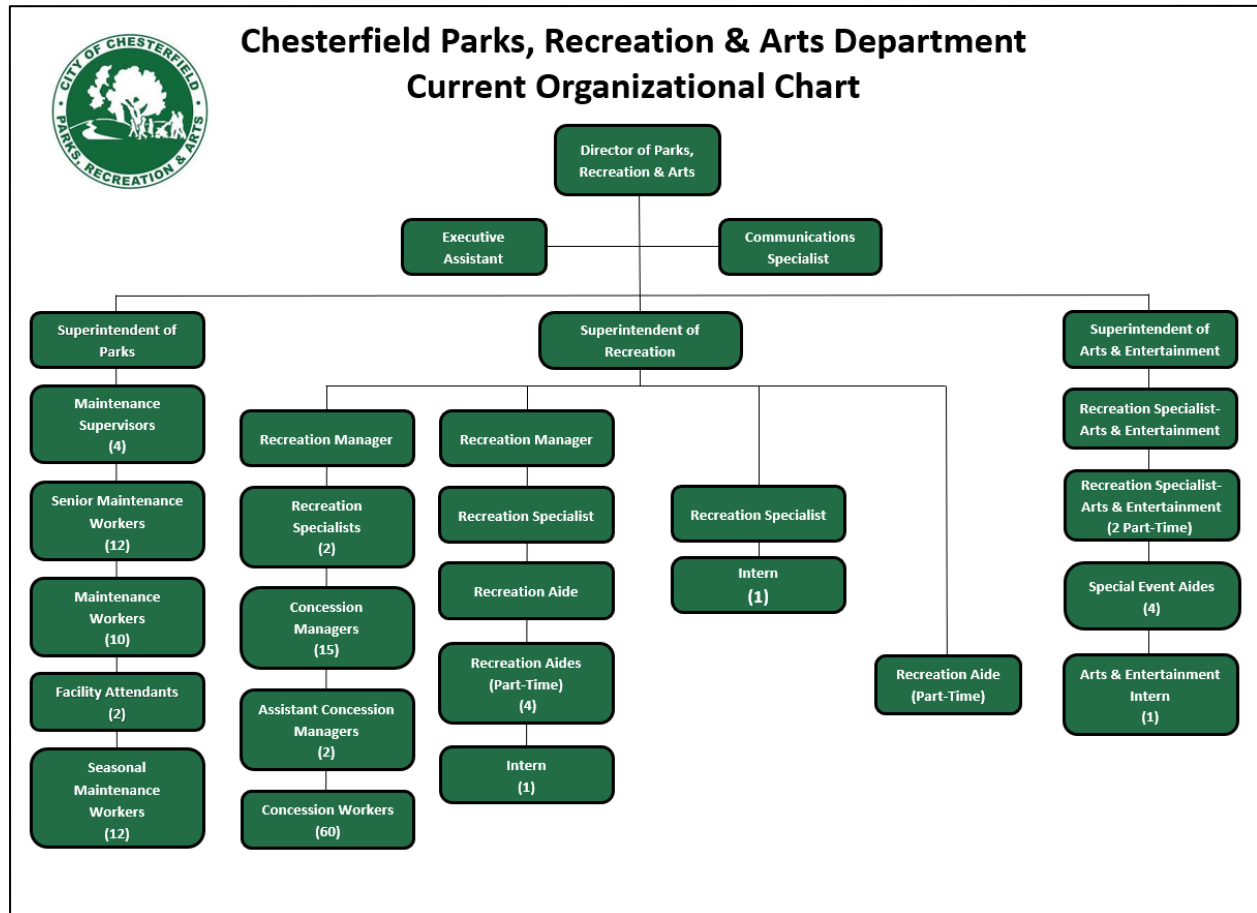 Chesterfield Parks, Recreation & Arts Department
Current Organizational Chart
CITY OF CHESTERFIELD
PARKS, RECREATION & ARTS
Director of Parks,
Recreation & Arts
Executive
Assistant
Communications
Specialist
Superintendent of
Parks
Maintenance
Supervisors
(4)
Senior Maintenance
Workers
(12)
Maintenance
Workers
(10)
Facility Attendants
(2)
Seasonal
Maintenance
Workers
(12)
Superintendent of
Recreation
Recreation Manager
Recreation
Specialists
(2)
Concession
Managers
(15)
Assistant Concession
Managers
(2)
Concession Workers
(60)
Recreation Manager
Recreation Specialist
Recreation Aide
Recreation Aides
(Part-Time)
(4)
Intern
(1)
Recreation Specialist
Intern
(1)
Recreation Aide
(Part-Time)
Superintendent of
Arts & Entertainment
Recreation Specialist-
Arts & Entertainment
Recreation Specialist-
Arts & Entertainment
(2 Part-Time)
Special Event Aides
(4)
Arts & Entertainment
Intern
(1)